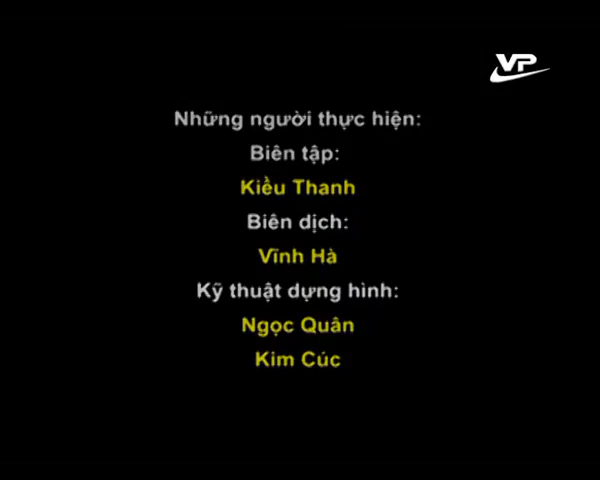 VP
Những người thực hiện:
Biên tập:
Kiều Thanh
Biên dịch:
Vĩnh Hà
Kỹ thuật dựng hình:
Ngọc Quân
Kim Cúc